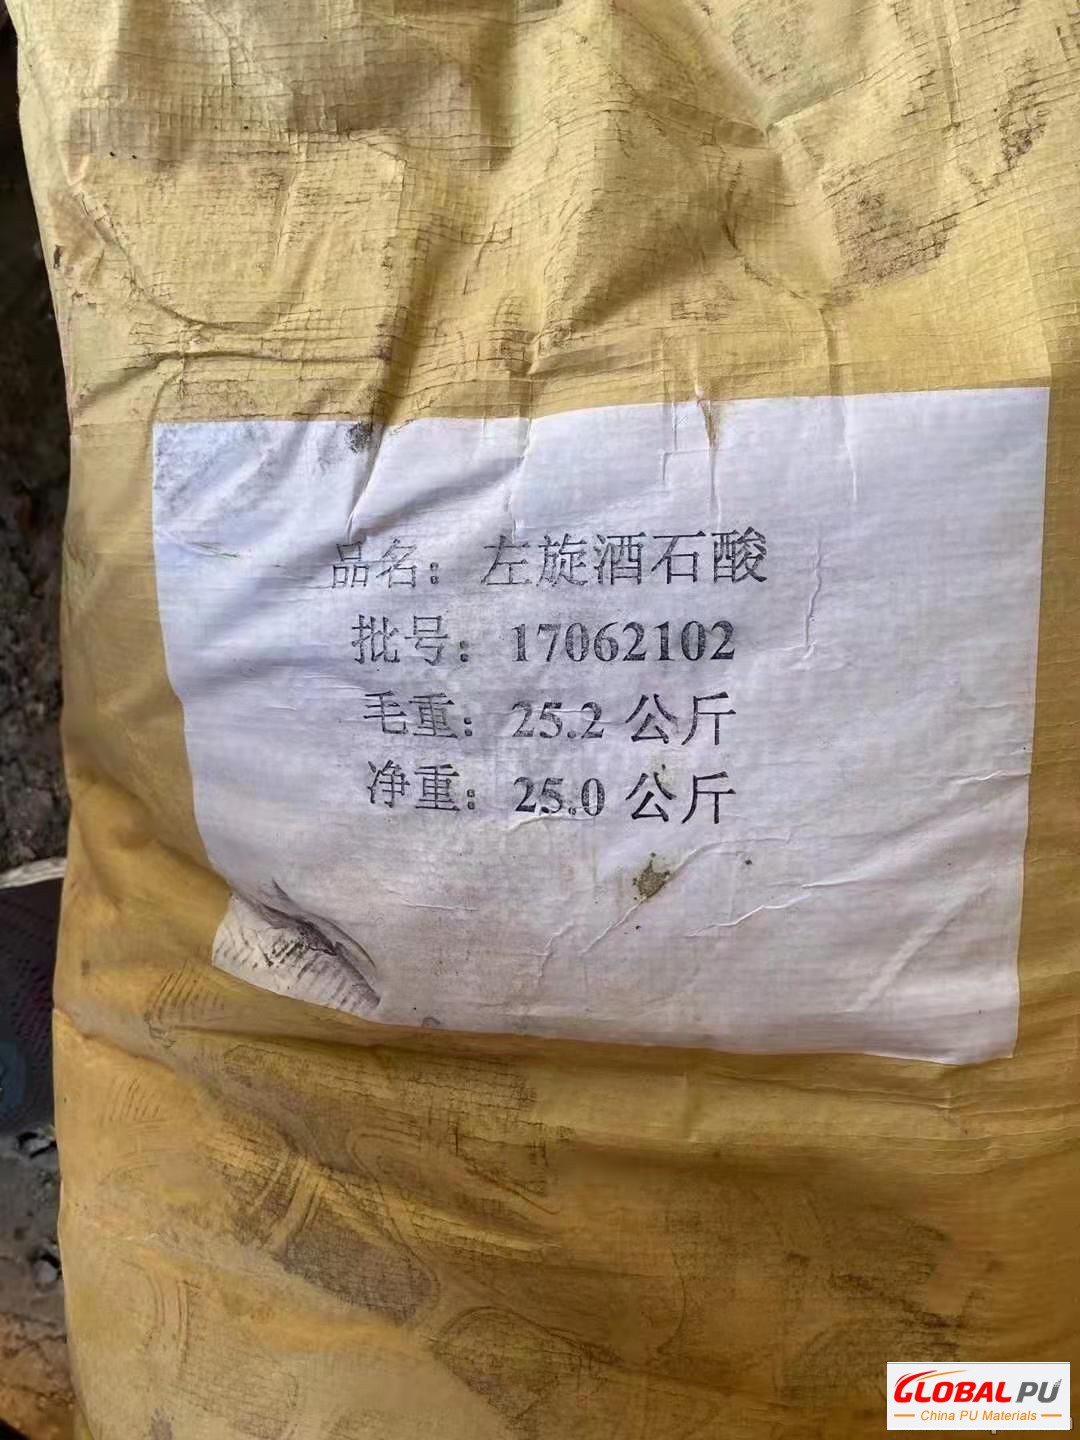 品名：左旋酒石酸
批号：17062102
毛重：25.2 公斤
净重：25.0 公斤
GLOBAL PU
China PU Materials